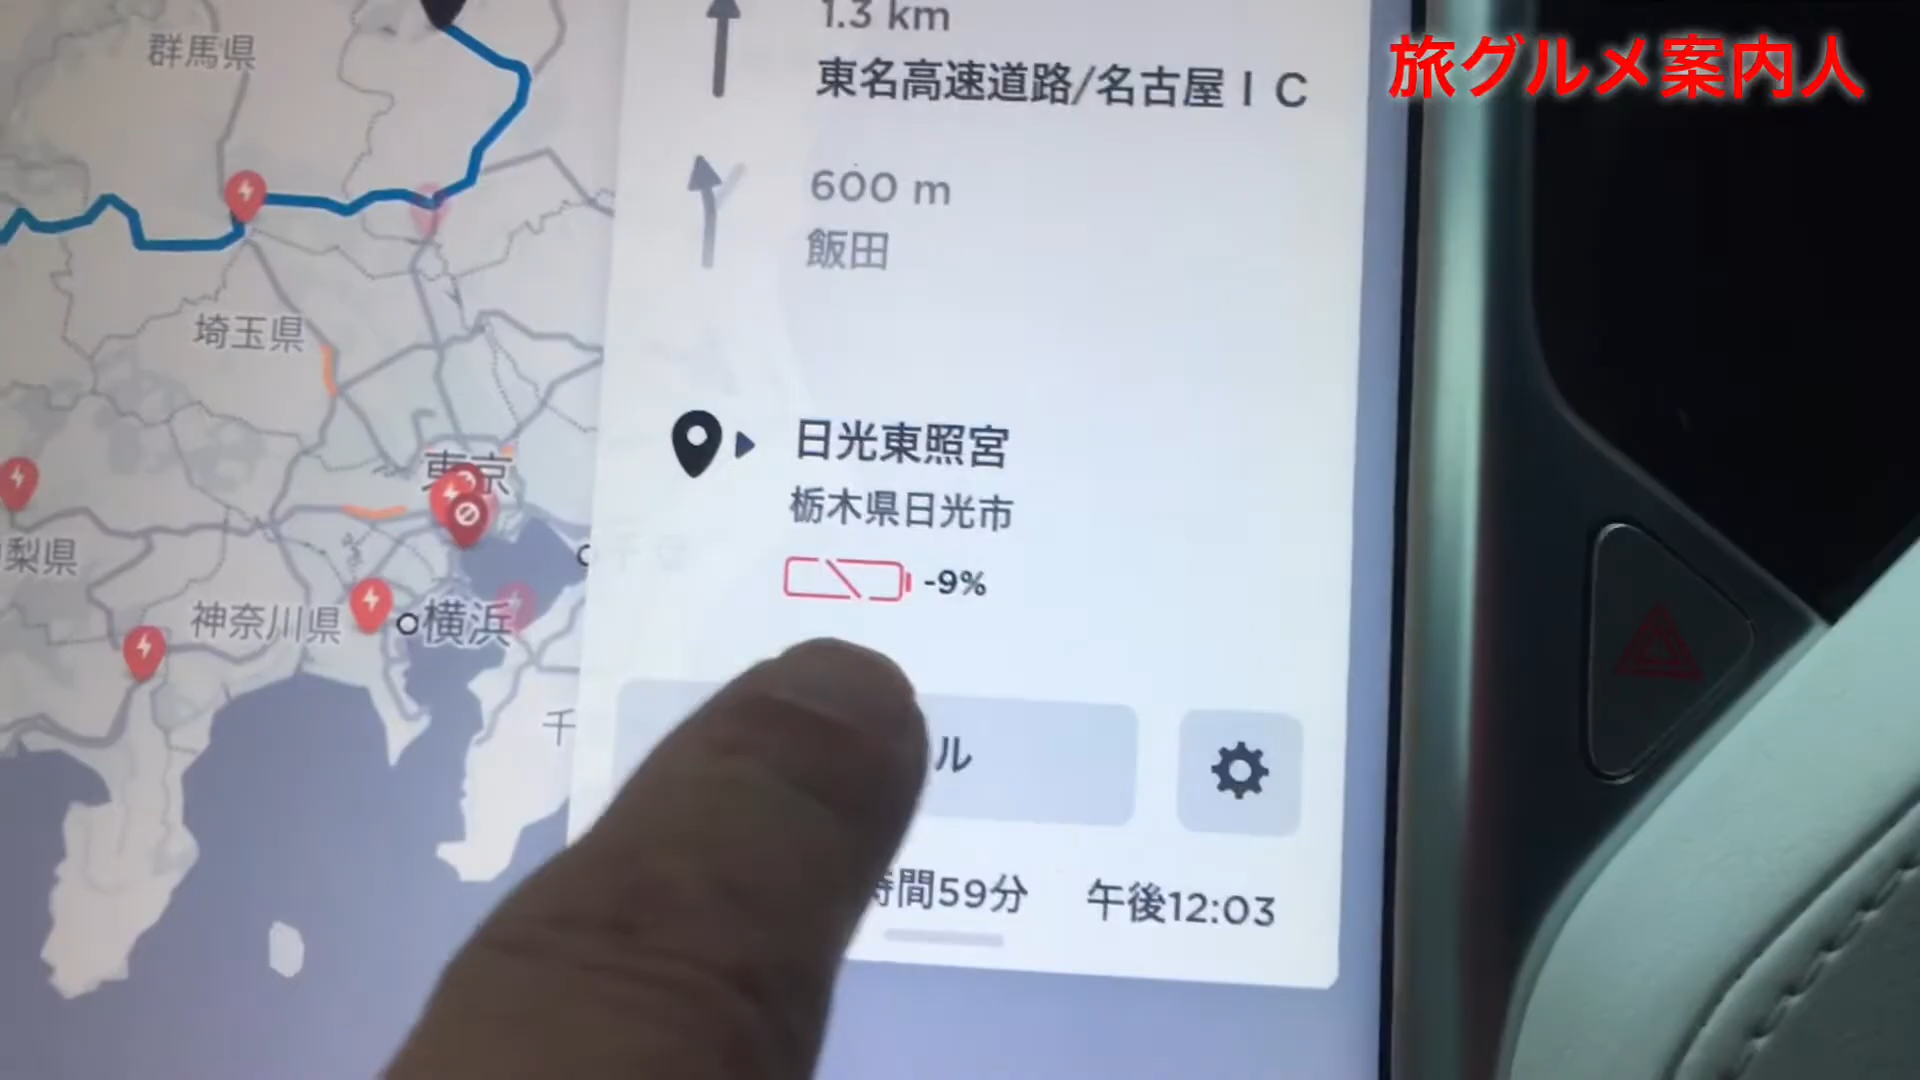 旅グルメ案内人
1.3 km
東名高速道路/名古屋IC
600 m
飯田
日光東照宮
栃木県日光市
-9%
ル
時間59分
午後12:03
群馬県
埼玉県
東京
梨県
神奈川県
横浜
千